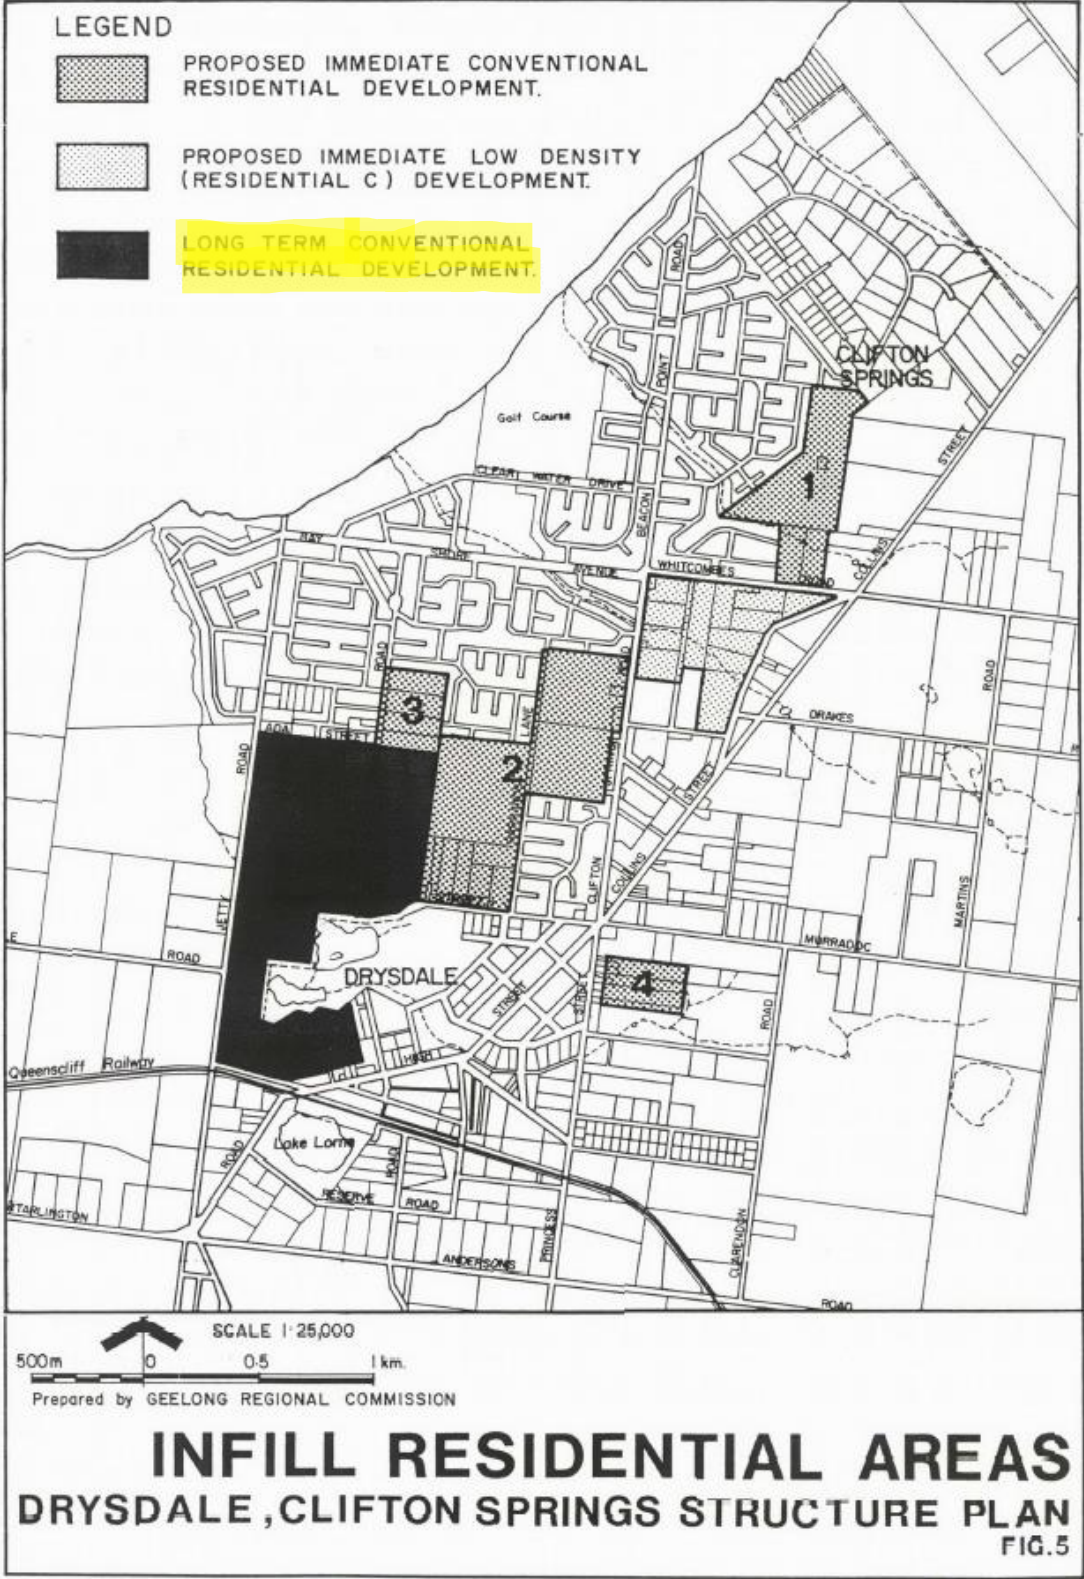 LEGEND
PROPOSED IMMEDIATE CONVENTIONAL
RESIDENTIAL DEVELOPMENT.
PROPOSED IMMEDIATE LOW DENSITY
(RESIDENTIAL C) DEVELOPMENT.
LONG TERM CONVENTIONAL
RESIDENTIAL DEVELOPMENT.
ROAD
POINT
BEACON
CLIFTON
SPRINGS
Golf Course
STREET
CLEAR WATER DRIVE
1
COLLINS
BAY
SHORE
AVENUE
WHITCOMBES
ROAD
ROAD
ROAD
ROAD
3
LANE
DRAKES
ADA
STREET
ROAD
2
STREET
CLIFTON
COLLINS
MARTINS
JETTY
STREET
MURRADOC
E
ROAD
DRYSDALE
4
STREET
STREET
ROAD
HIGH
Queenscliff Railway
Lake Lorne
ROAD
ROAD
RESERVE ROAD
PRINCESS
CLARENDON
ANDERSONS
ROAD
SCALE 1:25,000
500m 0 0·5 1 km.
Prepared by GEELONG REGIONAL COMMISSION
INFILL RESIDENTIAL AREAS
DRYSDALE, CLIFTON SPRINGS STRUCTURE PLAN
FIG.5